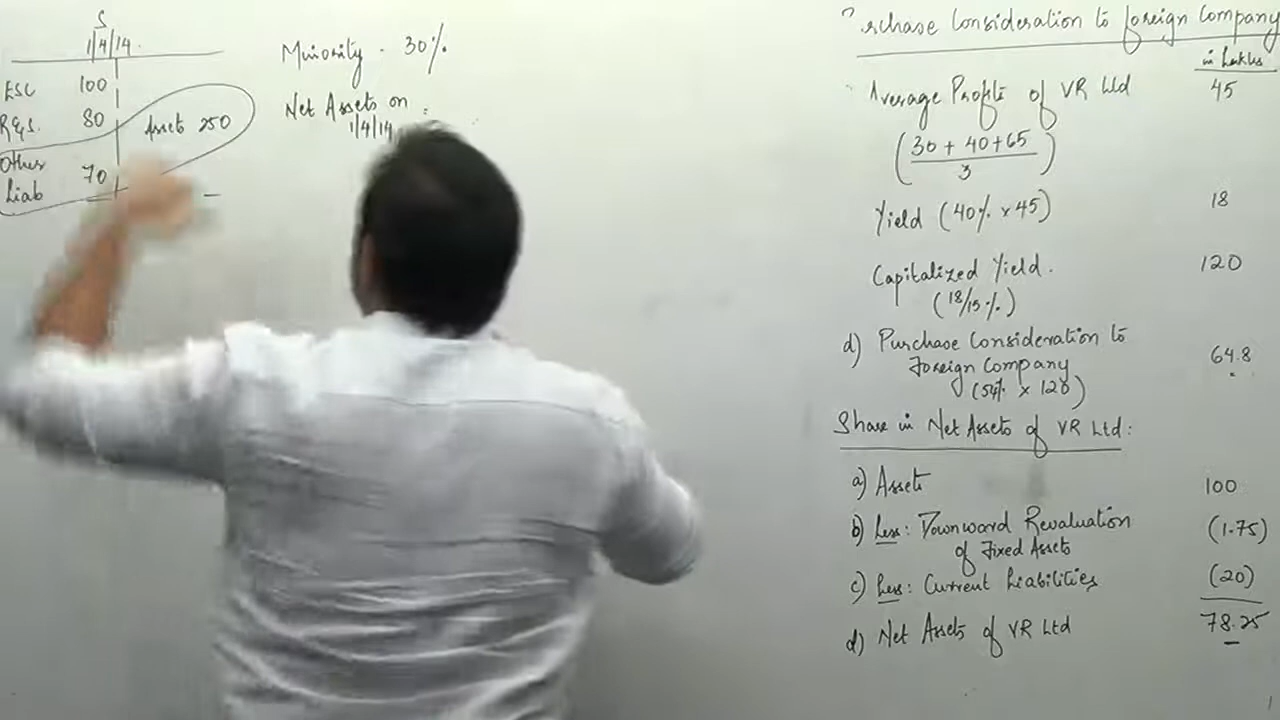 S
1/4/14.
ESC 100
R&S. 80 Assets 250
Other
Liab 70
Minority - 30%
Net Assets on :
1/4/14
Purchase Consideration to Foreign Company
in Lakhs
Average Profits of VR Ltd 45
(30 + 40 + 65
3)
Yield (40% x 45) 18
Capitalized Yield. 120
(18/15%)
d) Purchase Consideration to
Foreign Company 64.8
(54% x 120)
Share in Net Assets of VR Ltd:
a) Assets 100
b) Less: Downward Revaluation (1.75)
of Fixed Assets
c) Less: Current Liabilities (20)
d) Net Assets of VR Ltd 78.25